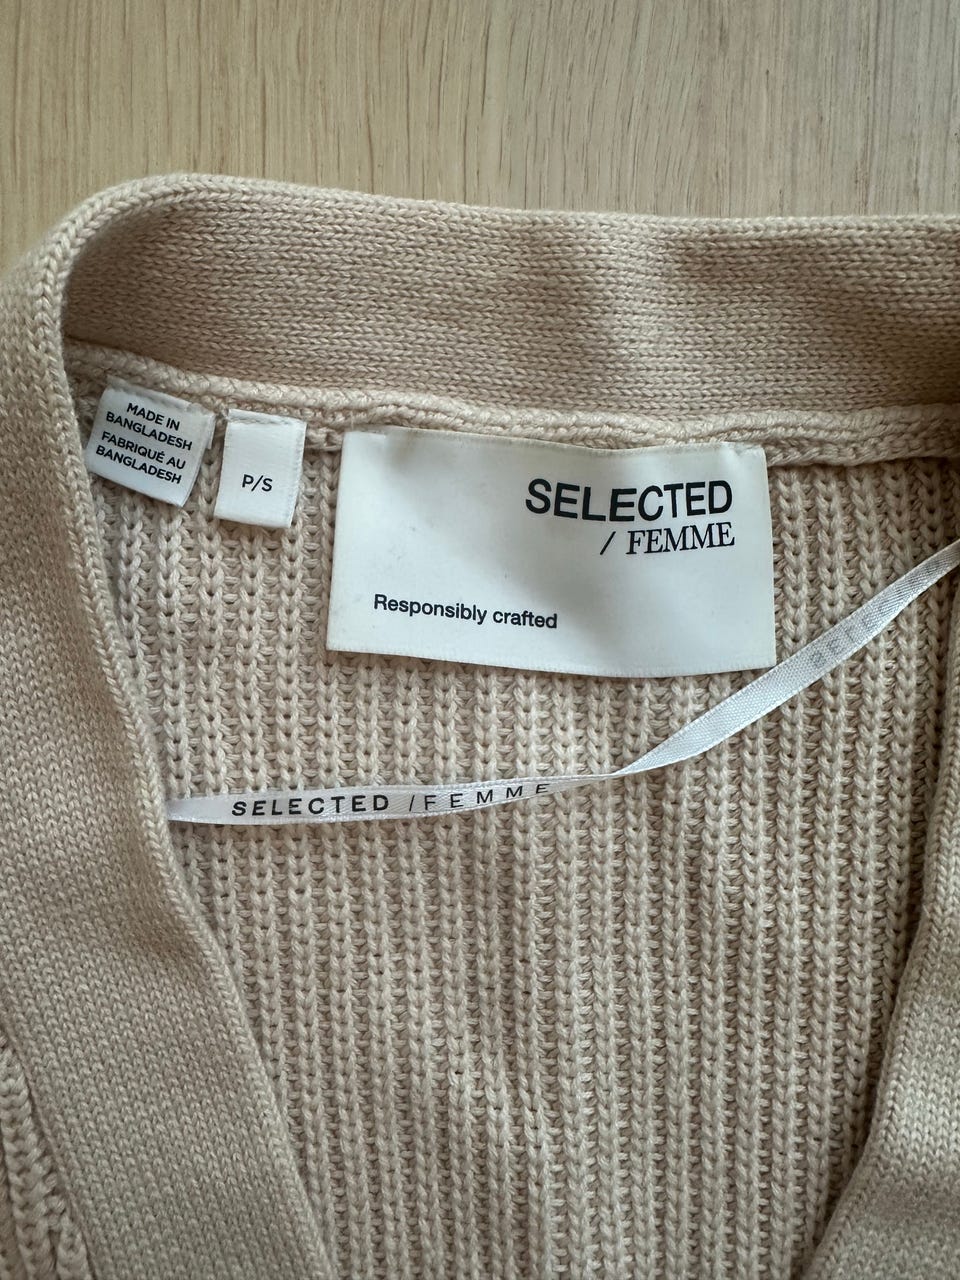 MADE IN
BANGLADESH
FABRIQUÉ AU
BANGLADESH
P/S
SELECTED
/ FEMME
Responsibly crafted
SELECTED /FEMME